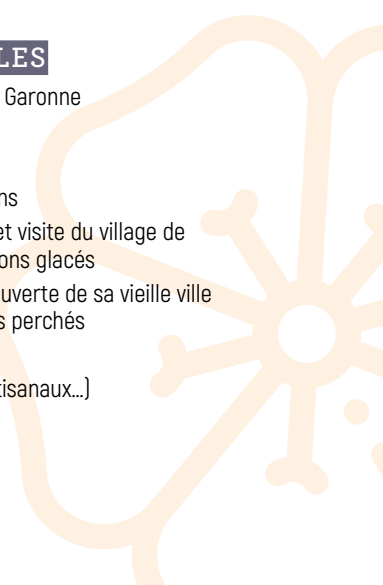 LES
Garonne
ns
et visite du village de
ons glacés
uverte de sa vieille ville
s perchés
tisanaux...)